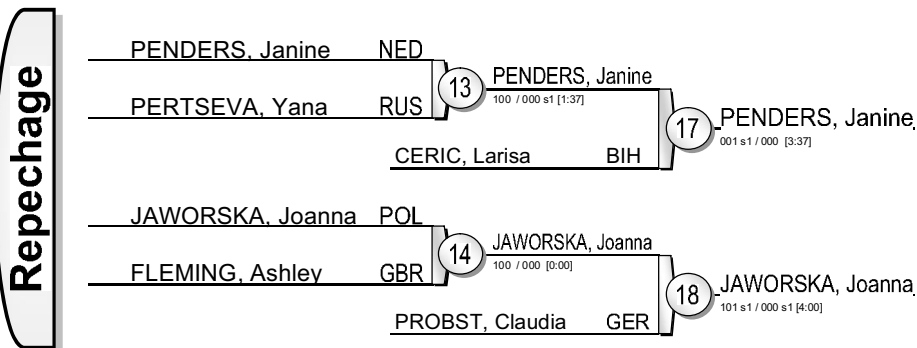 Repechage
PENDERS, Janine NED
PERTSEVA, Yana RUS
13
PENDERS, Janine
100 / 000 s1 [1:37]
CERIC, Larisa BIH
17
PENDERS, Janine
001 s1 / 000 [3:37]
JAWORSKA, Joanna POL
FLEMING, Ashley GBR
14
JAWORSKA, Joanna
100 / 000 [0:00]
PROBST, Claudia GER
18
JAWORSKA, Joanna
101 s1 / 000 s1 [4:00]